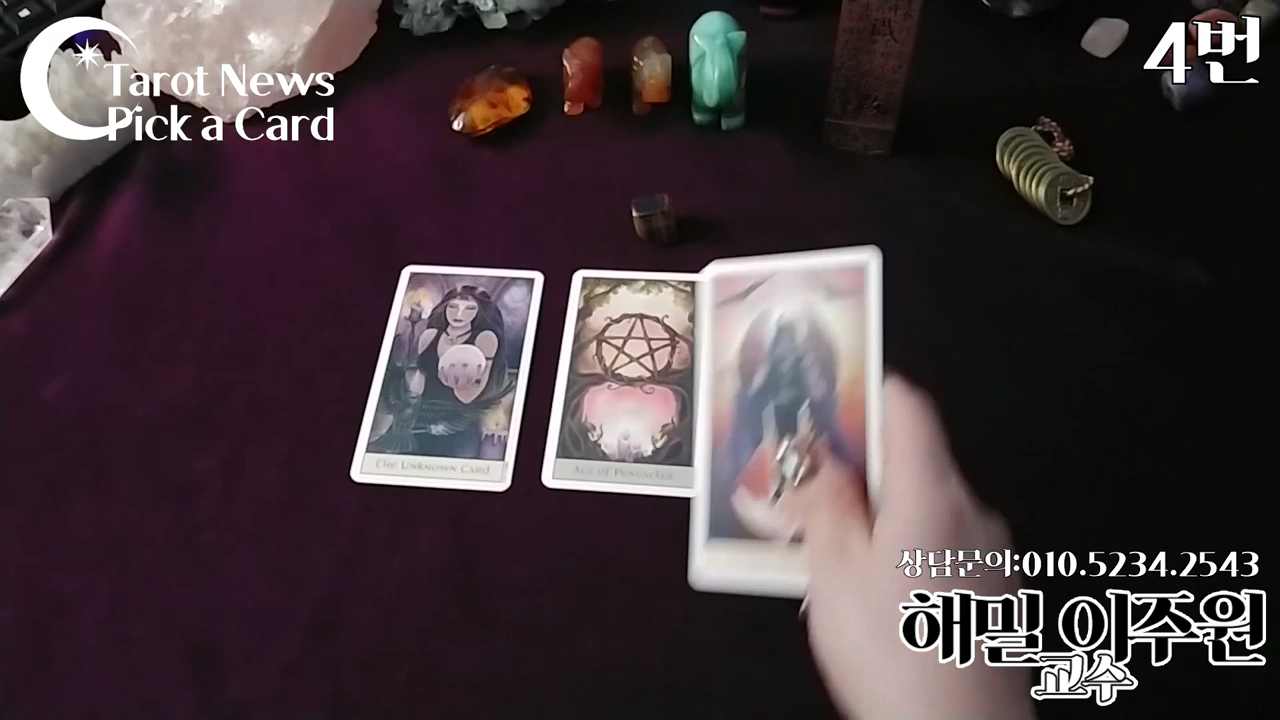 Tarot News
Pick a Card
4번
The Unknown Card
Ace of Pentacles
상담문의:010.5234.2543
해밀 이주원
교수